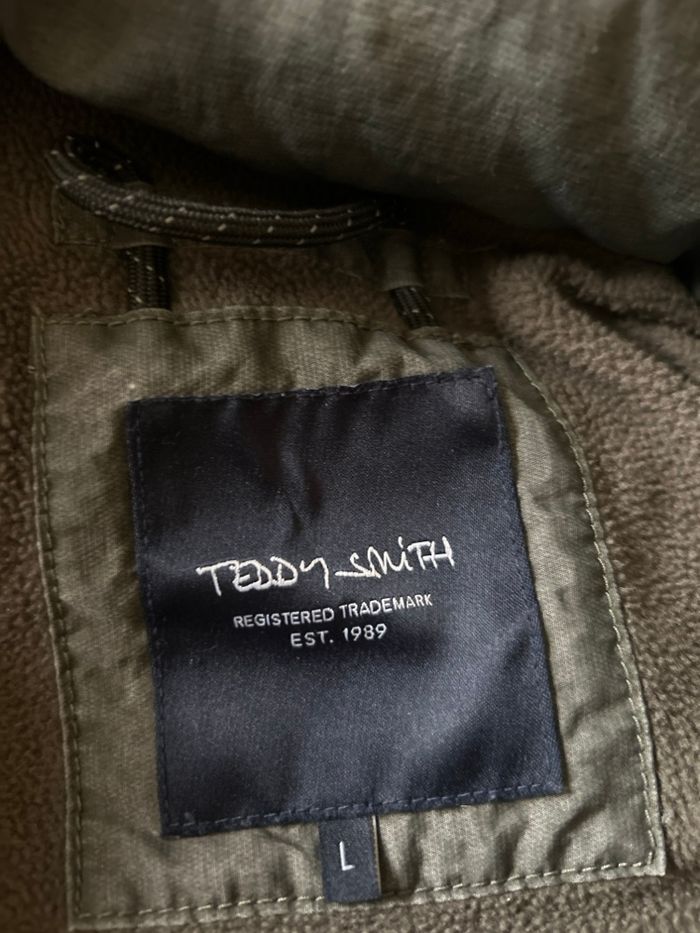 TEDDY SMiTH
REGISTERED TRADEMARK
EST. 1989
L